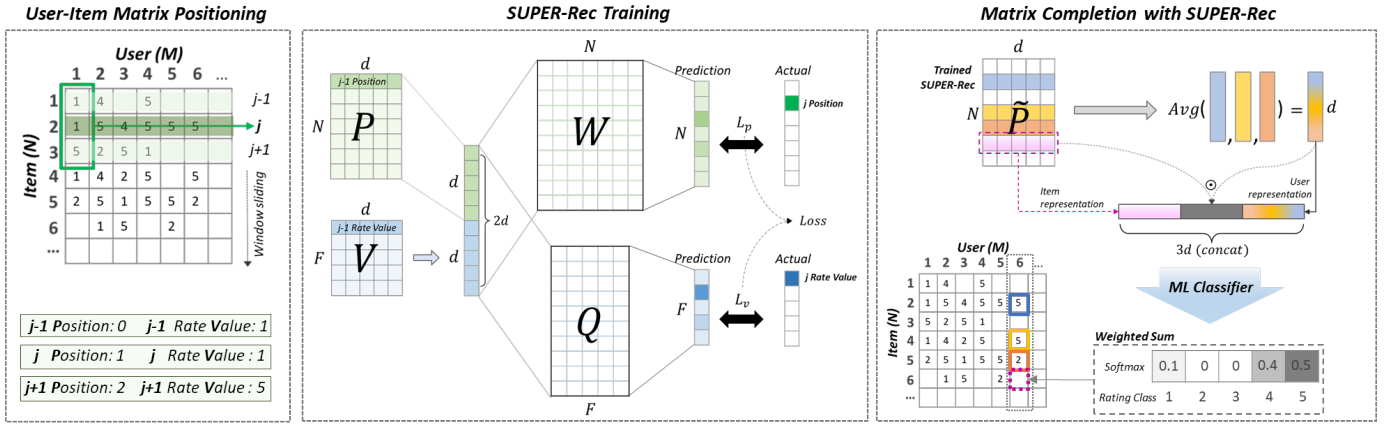 User-Item Matrix Positioning
User (M)
1 2 3 4 5 6 ...
Item (N)
1 1 4 5 j-1
2 1 5 4 5 5 5 j
3 5 2 5 1 j+1
4 1 4 2 5 5
5 2 5 1 5 5 2
6 1 5 2
...
Window sliding
j-1 Position: 0 j-1 Rate Value: 1
j Position: 1 j Rate Value : 1
j+1 Position: 2 j+1 Rate Value : 5
SUPER-Rec Training
d
j-1 Position
N
P
d
j-1 Rate Value
F
V
d
d
2d
N
W
Q
F
Prediction
N
Actual
j Position
Lp
Loss
Prediction
F
Actual
j Rate Value
Lv
Matrix Completion with SUPER-Rec
d
Trained
SUPER-Rec
N
P̃
Avg( , , ) = d
Item
representation
User
representation
3d (concat)
ML Classifier
User (M)
1 2 3 4 5 6 ...
Item (N)
1 1 4 5
2 1 5 4 5 5 5
3 5 2 5 1
4 1 4 2 5 5
5 2 5 1 5 5 2
6 1 5 2
...
Weighted Sum
Softmax 0.1 0 0 0.4 0.5
Rating Class 1 2 3 4 5